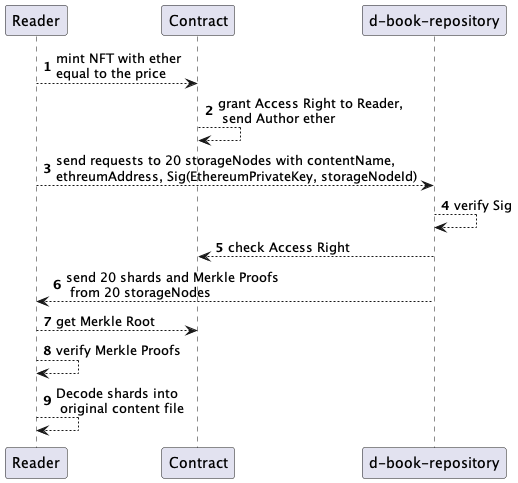 Reader Contract d-book-repository
1 mint NFT with ether
equal to the price
2 grant Access Right to Reader,
send Author ether
3 send requests to 20 storageNodes with contentName,
ethreumAddress, Sig(EthereumPrivateKey, storageNodeId)
4 verify Sig
5 check Access Right
6 send 20 shards and Merkle Proofs
from 20 storageNodes
7 get Merkle Root
8 verify Merkle Proofs
9 Decode shards into
original content file
Reader Contract d-book-repository